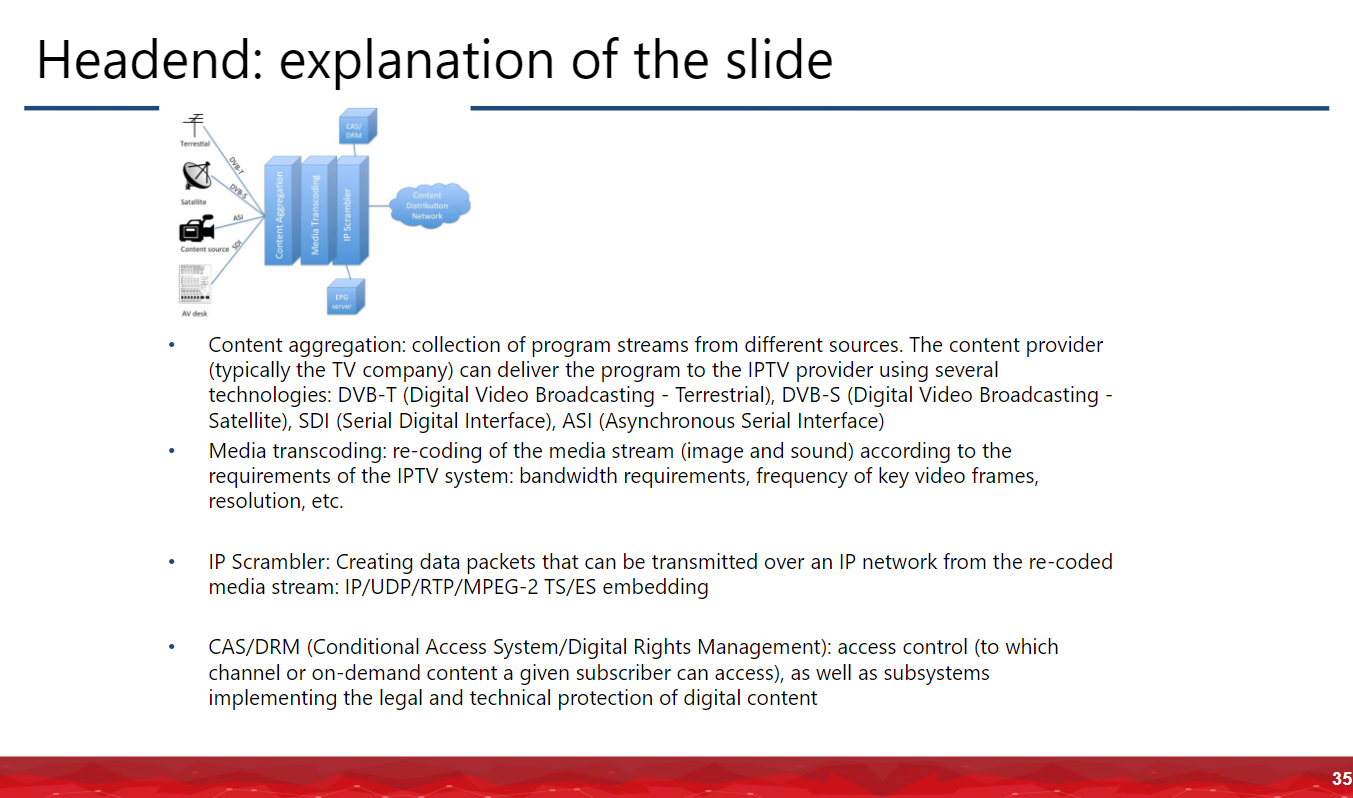 Headend: explanation of the slide
Terrestial
DVB-T
Satellite
DVB-S
Content source
ASI
AV desk
SDI
Content Aggregation
Media Transcoding
IP Scrambler
CAS/
DRM
EPG
server
Content
Distribution
Network
• Content aggregation: collection of program streams from different sources. The content provider
(typically the TV company) can deliver the program to the IPTV provider using several
technologies: DVB-T (Digital Video Broadcasting - Terrestrial), DVB-S (Digital Video Broadcasting -
Satellite), SDI (Serial Digital Interface), ASI (Asynchronous Serial Interface)
• Media transcoding: re-coding of the media stream (image and sound) according to the
requirements of the IPTV system: bandwidth requirements, frequency of key video frames,
resolution, etc.
• IP Scrambler: Creating data packets that can be transmitted over an IP network from the re-coded
media stream: IP/UDP/RTP/MPEG-2 TS/ES embedding
• CAS/DRM (Conditional Access System/Digital Rights Management): access control (to which
channel or on-demand content a given subscriber can access), as well as subsystems
implementing the legal and technical protection of digital content
35